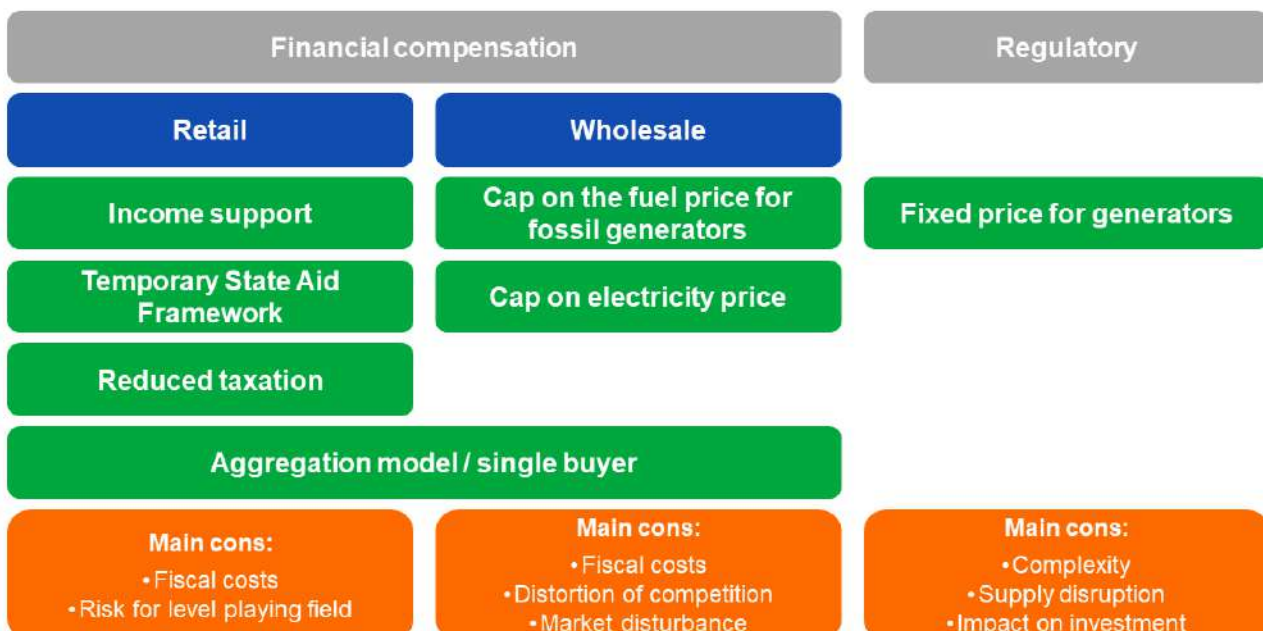 Financial compensation
Regulatory
Retail
Wholesale
Income support
Cap on the fuel price for
fossil generators
Fixed price for generators
Temporary State Aid
Framework
Cap on electricity price
Reduced taxation
Aggregation model / single buyer
Main cons:
•Fiscal costs
•Risk for level playing field
Main cons:
•Fiscal costs
•Distortion of competition
•Market disturbance
Main cons:
•Complexity
•Supply disruption
•Impact on investment